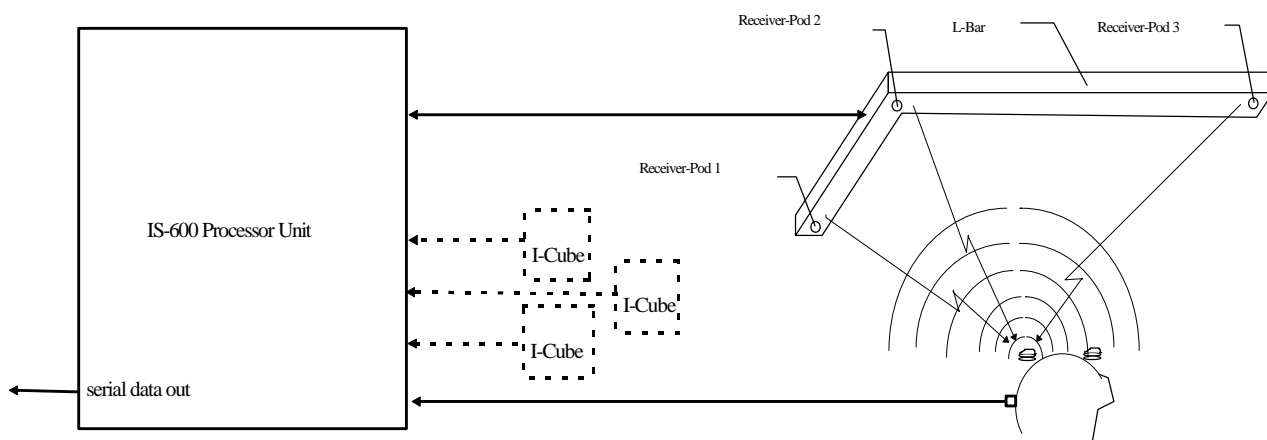 Receiver-Pod 2
L-Bar
Receiver-Pod 3
Receiver-Pod 1
IS-600 Processor Unit
I-Cube
I-Cube
I-Cube
serial data out